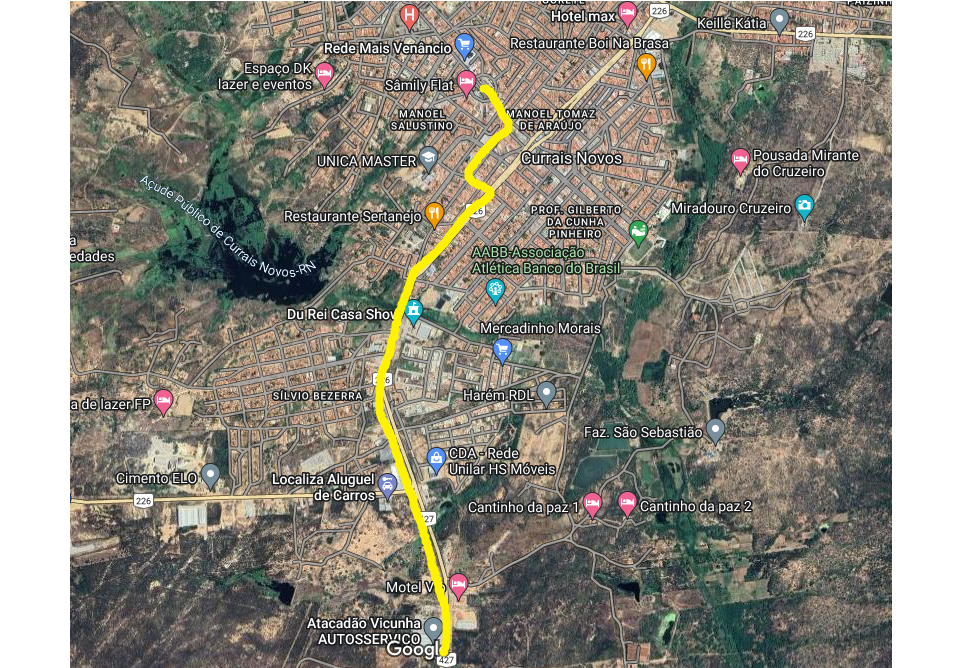 Hotel max
226
Keille Kátia
226
Rede Mais Venâncio
Restaurante Boi Na Brasa
Espaço DK
lazer e eventos
Sâmily Flat
MANOEL
SALUSTINO
MANOEL TOMAZ
DE ARAÚJO
UNICA MASTER
Currais Novos
Pousada Mirante
do Cruzeiro
Açude Público de Currais Novos-RN
Restaurante Sertanejo
PROF. GILBERTO
DA CUNHA
PINHEIRO
Miradouro Cruzeiro
edades
AABB-Associação
Atlética Banco do Brasil
Du Rei Casa Show
Mercadinho Morais
SÍLVIO BEZERRA
Harém RDL
a de lazer FP
Faz. São Sebastião
CDA - Rede
Unilar HS Móveis
Cimento ELO
Localiza Aluguel
de Carros
226
Cantinho da paz 1
Cantinho da paz 2
27
Motel
Atacadão Vicunha
AUTOSSERVIÇO
Google
427